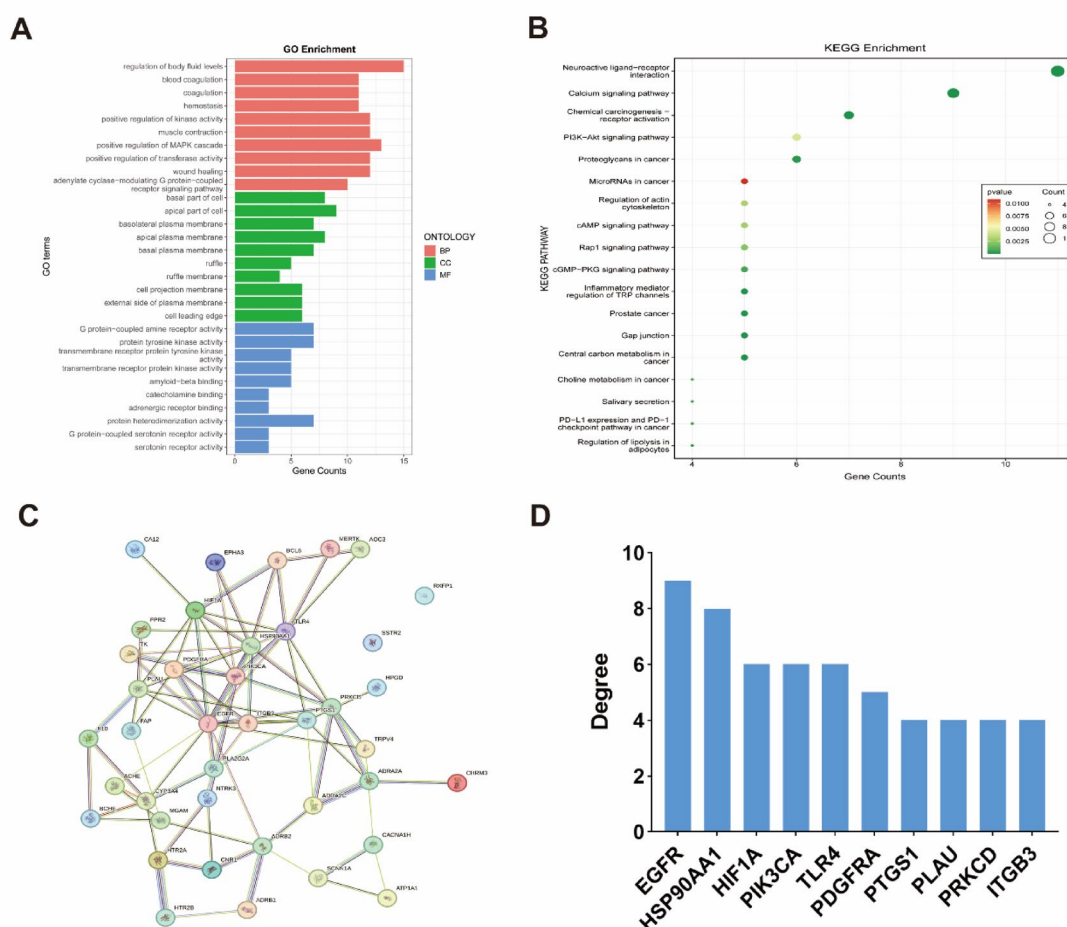 A
GO Enrichment
GO terms
regulation of body fluid levels
blood coagulation
coagulation
hemostasis
positive regulation of kinase activity
muscle contraction
positive regulation of MAPK cascade
positive regulation of transferase activity
wound healing
adenylate cyclase-modulating G protein-coupled
receptor signaling pathway
basal part of cell
apical part of cell
basolateral plasma membrane
apical plasma membrane
basal plasma membrane
ruffle
ruffle membrane
cell projection membrane
external side of plasma membrane
cell leading edge
G protein-coupled amine receptor activity
protein tyrosine kinase activity
transmembrane receptor protein tyrosine kinase
activity
transmembrane receptor protein kinase activity
amyloid-beta binding
catecholamine binding
adrenergic receptor binding
protein heterodimerization activity
G protein-coupled serotonin receptor activity
serotonin receptor activity
0 5 10 15
Gene Counts
ONTOLOGY
BP
CC
MF
B
KEGG Enrichment
KEGG PATHWAY
Neuroactive ligand-receptor
interaction
Calcium signaling pathway
Chemical carcinogenesis -
receptor activation
PI3K-Akt signaling pathway
Proteoglycans in cancer
MicroRNAs in cancer
Regulation of actin
cytoskeleton
cAMP signaling pathway
Rap1 signaling pathway
cGMP-PKG signaling pathway
Inflammatory mediator
regulation of TRP channels
Prostate cancer
Gap junction
Central carbon metabolism in
cancer
Choline metabolism in cancer
Salivary secretion
PD-L1 expression and PD-1
checkpoint pathway in cancer
Regulation of lipolysis in
adipocytes
4 6 8 10
Gene Counts
pvalue
0.0100
0.0075
0.0050
0.0025
Count
4
6
8
1
C
CA12
EPHA3
BCL6
MERTK
RXFP1
HIF1A
TLR4
FPR2
HSP90AA1
SSTR2
TK
PIK3CA
PLAU
PRKCD
HPGD
EGFR
ITGB3
PTGS1
FAP
TRPV4
PLA2G2A
ADRA2A
CHRM3
ACHE
NTRK3
BCHE
MGAM
ADRB2
CACNA1H
HTR2A
CNR1
ATP1A1
HTR2B
D
Degree
10
8
6
4
2
0
EGFR
HSP90AA1
HIF1A
PIK3CA
TLR4
PDGFRA
PTGS1
PLAU
PRKCD
ITGB3